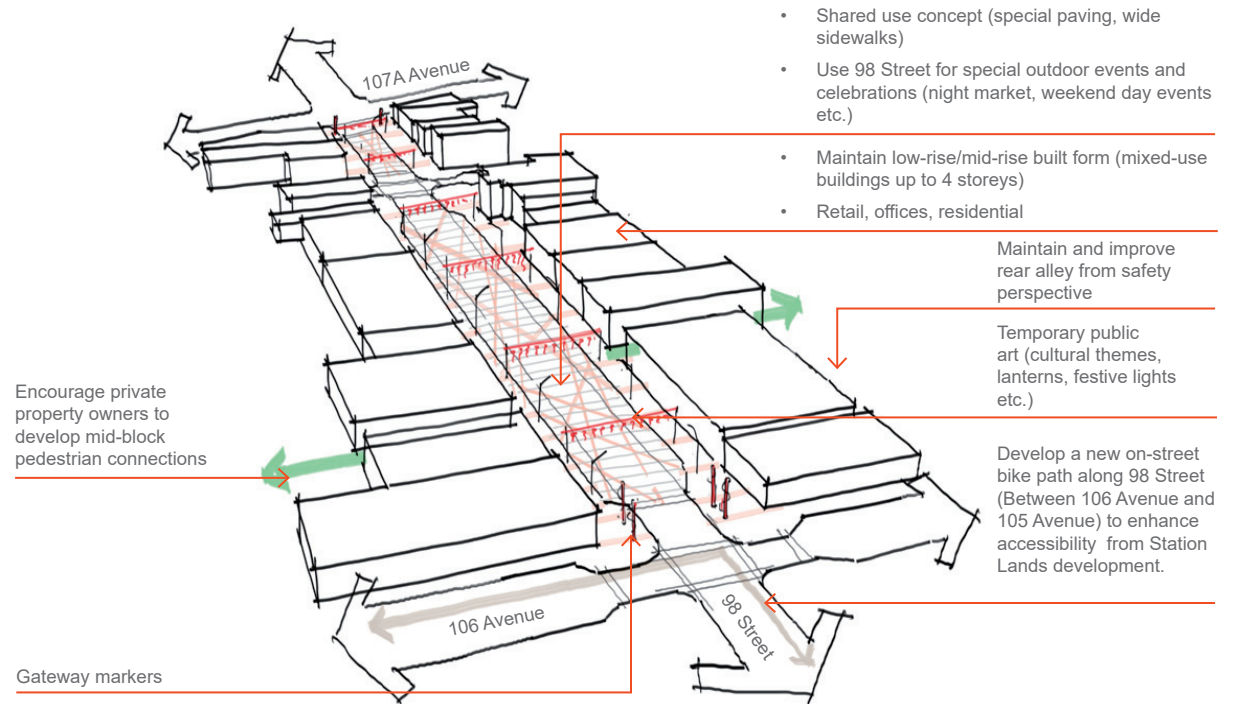 • Shared use concept (special paving, wide
sidewalks)
• Use 98 Street for special outdoor events and
celebrations (night market, weekend day events
etc.)
• Maintain low-rise/mid-rise built form (mixed-use
buildings up to 4 storeys)
• Retail, offices, residential
Maintain and improve
rear alley from safety
perspective
Temporary public
art (cultural themes,
lanterns, festive lights
etc.)
Develop a new on-street
bike path along 98 Street
(Between 106 Avenue and
105 Avenue) to enhance
accessibility from Station
Lands development.
107A Avenue
Encourage private
property owners to
develop mid-block
pedestrian connections
106 Avenue
98 Street
Gateway markers